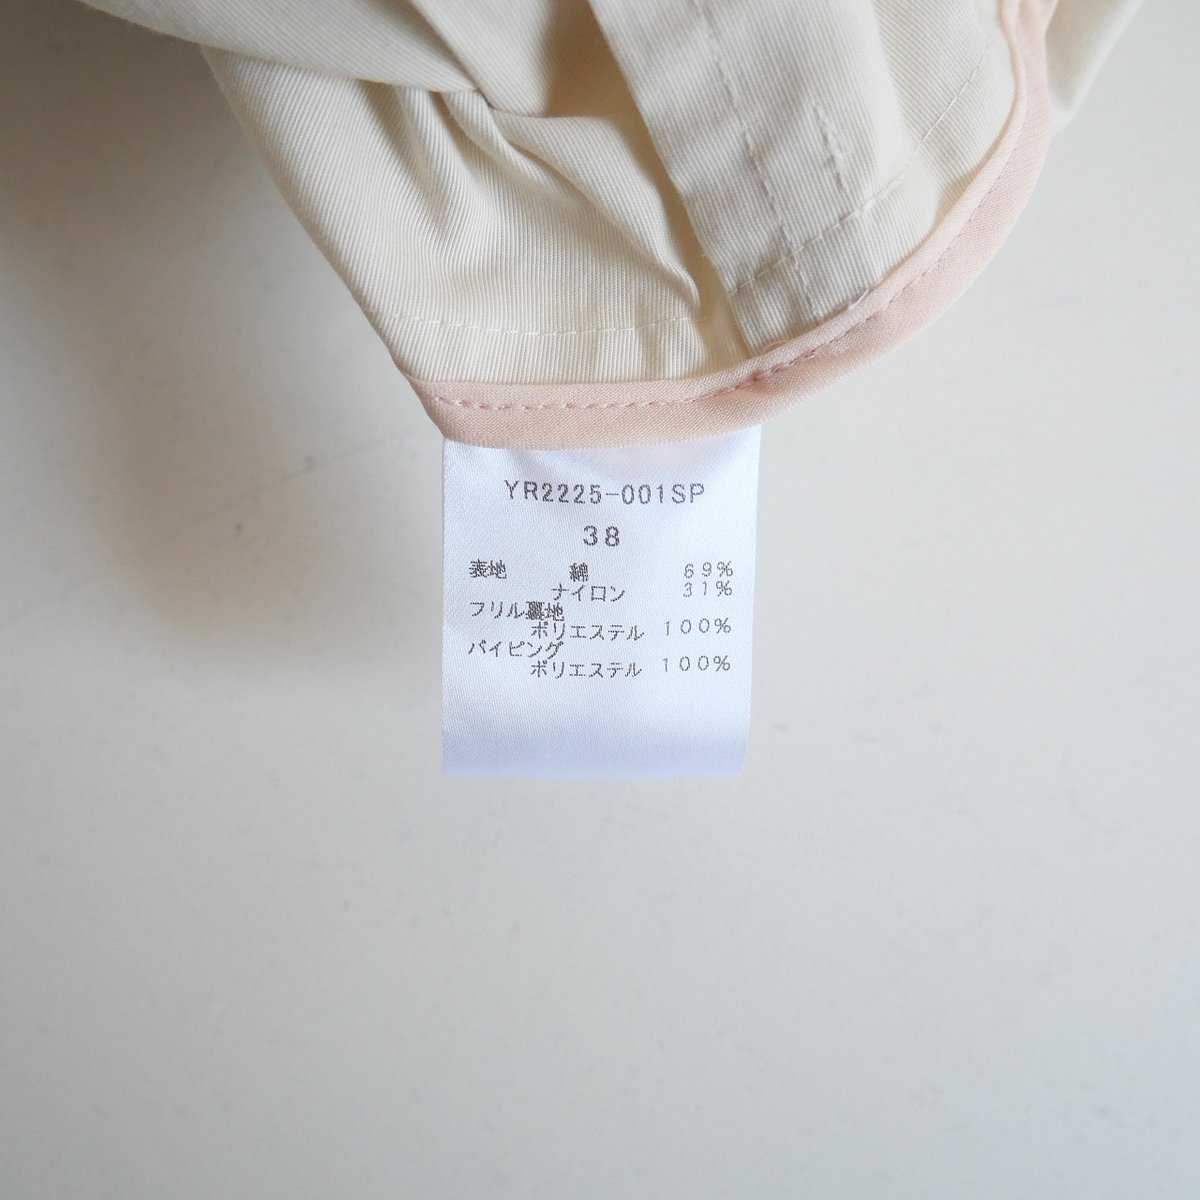 YR2225-001SP
38
表地 綿 69%
ナイロン 31%
フリル裏地
ポリエステル 100%
パイピング
ポリエステル 100%